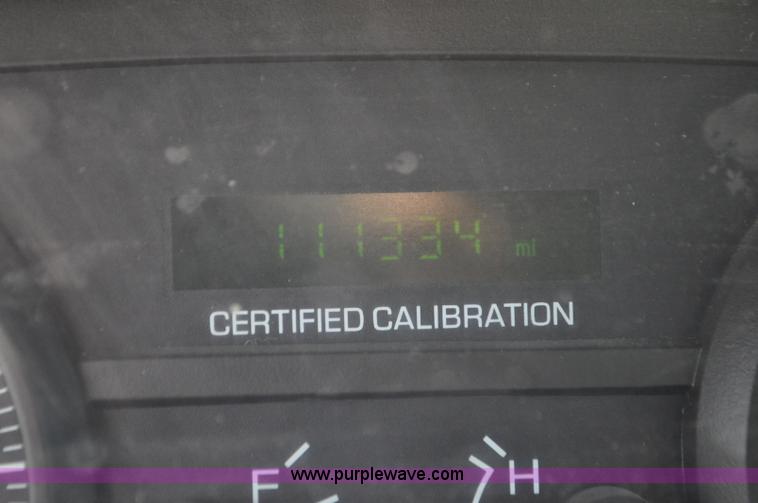 111334 mi
CERTIFIED CALIBRATION
F
H
www.purplewave.com